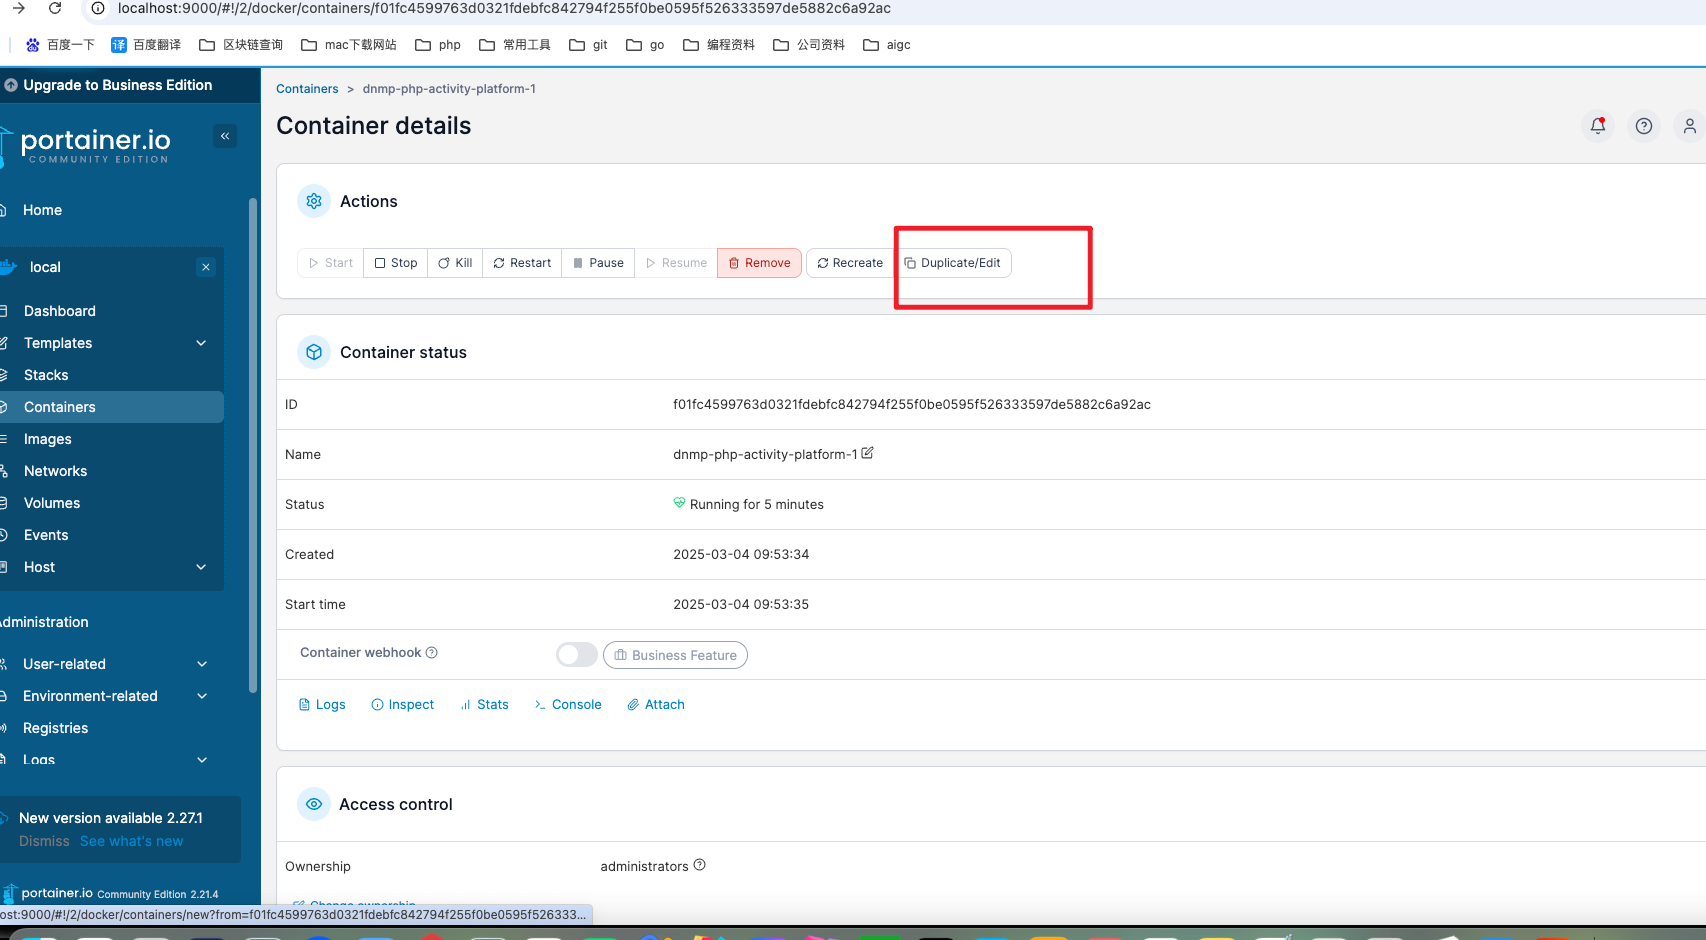 localhost:9000/#!/2/docker/containers/f01fc4599763d0321fdebfc842794f255f0be0595f526333597de5882c6a92ac
百度一下 译 百度翻译 区块链查询 mac下载网站 php 常用工具 git go 编程资料 公司资料 aigc
Upgrade to Business Edition
portainer.io
COMMUNITY EDITION
Home
local
Dashboard
Templates
Stacks
Containers
Images
Networks
Volumes
Events
Host
dministration
User-related
Environment-related
Registries
Logs
New version available 2.27.1
Dismiss See what's new
portainer.io Community Edition 2.21.4
Containers > dnmp-php-activity-platform-1
Container details
Actions
Start Stop Kill Restart Pause Resume Remove Recreate Duplicate/Edit
Container status
ID f01fc4599763d0321fdebfc842794f255f0be0595f526333597de5882c6a92ac
Name dnmp-php-activity-platform-1
Status Running for 5 minutes
Created 2025-03-04 09:53:34
Start time 2025-03-04 09:53:35
Container webhook Business Feature
Logs Inspect Stats Console Attach
Access control
Ownership administrators
Change ownership
ost:9000/#!/2/docker/containers/new?from=f01fc4599763d0321fdebfc842794f255f0be0595f526333...